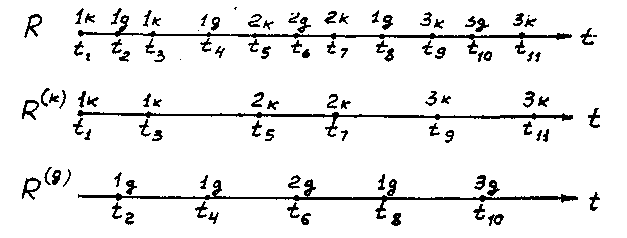 R 1к 1g 1к 1g 2к 2g 2к 1g 3к 3g 3к
t₁ t₂ t₃ t₄ t₅ t₆ t₇ t₈ t₉ t₁₀ t₁₁ t
R⁽ᵏ⁾ 1к 1к 2к 2к 3к 3к
t₁ t₃ t₅ t₇ t₉ t₁₁ t
R⁽ᵍ⁾ 1g 1g 2g 1g 3g
t₂ t₄ t₆ t₈ t₁₀ t